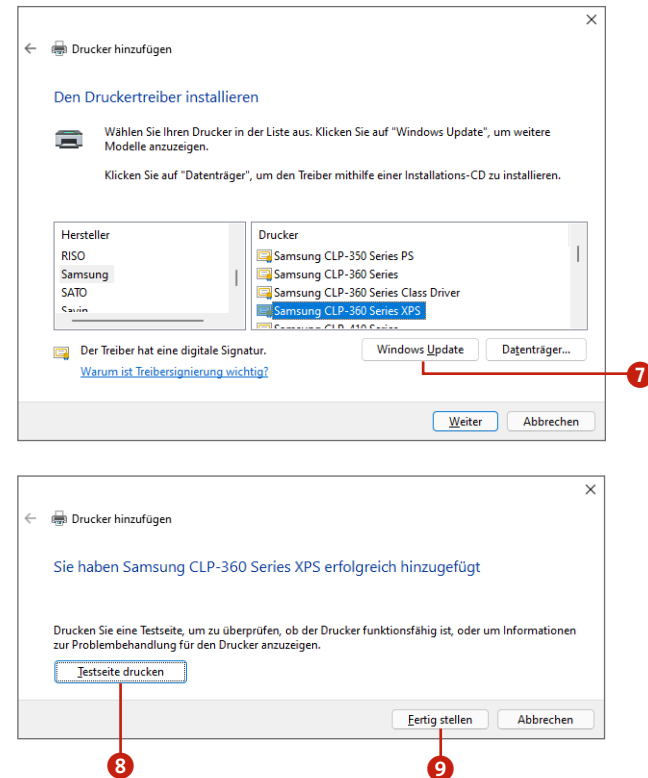 Drucker hinzufügen
Den Druckertreiber installieren
Wählen Sie Ihren Drucker in der Liste aus. Klicken Sie auf "Windows Update", um weitere
Modelle anzuzeigen.
Klicken Sie auf "Datenträger", um den Treiber mithilfe einer Installations-CD zu installieren.
Hersteller
RISO
Samsung
SATO
Savin
Drucker
Samsung CLP-350 Series PS
Samsung CLP-360 Series
Samsung CLP-360 Series Class Driver
Samsung CLP-360 Series XPS
Samsung CLP-410 Series
Der Treiber hat eine digitale Signatur.
Warum ist Treibersignierung wichtig?
Windows Update Datenträger...
7
Weiter Abbrechen
Drucker hinzufügen
Sie haben Samsung CLP-360 Series XPS erfolgreich hinzugefügt
Drucken Sie eine Testseite, um zu überprüfen, ob der Drucker funktionsfähig ist, oder um Informationen
zur Problembehandlung für den Drucker anzuzeigen.
Testseite drucken
Fertig stellen Abbrechen
8 9